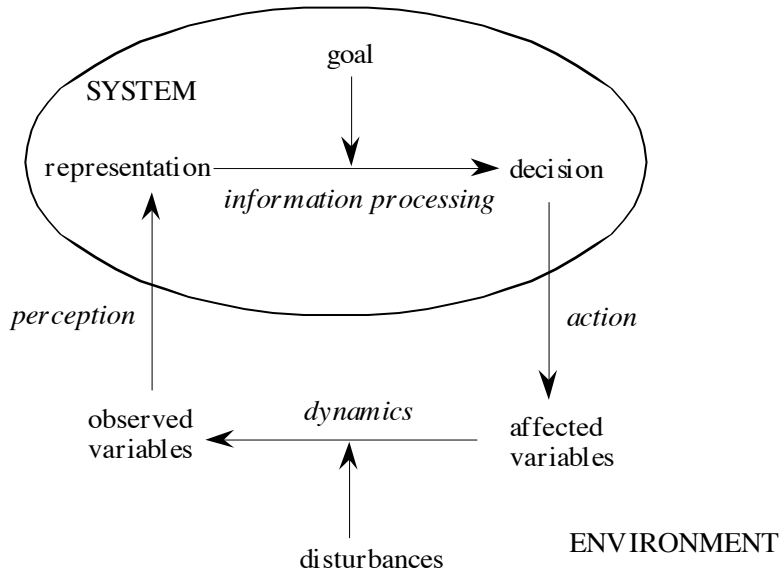 goal
SYSTEM
representation
decision
information processing
perception
action
observed
variables
dynamics
affected
variables
disturbances
ENVIRONMENT